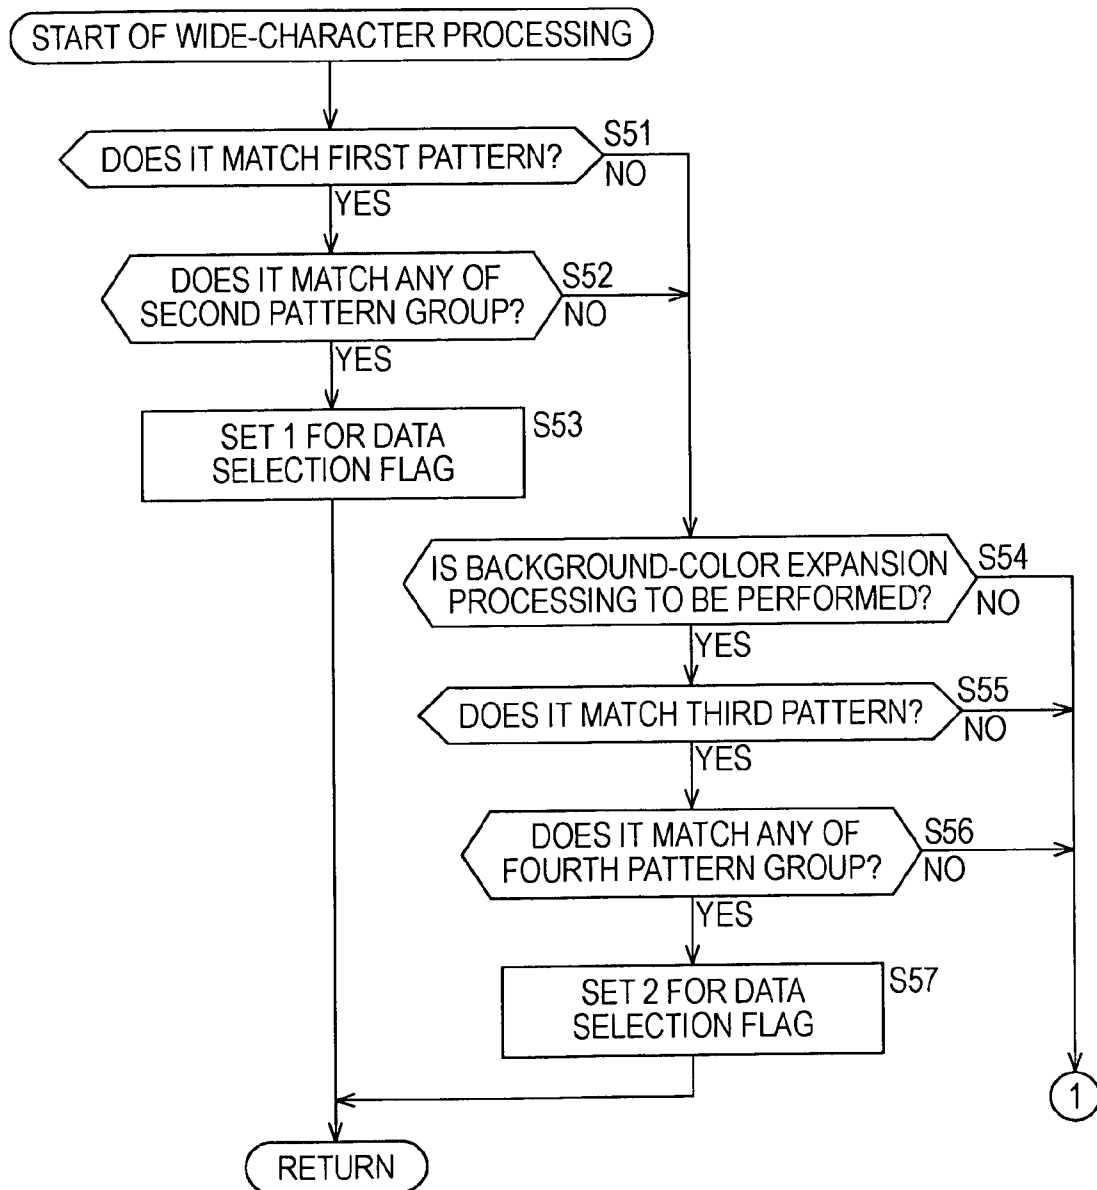 START OF WIDE-CHARACTER PROCESSING
DOES IT MATCH FIRST PATTERN?
S51
NO
YES
DOES IT MATCH ANY OF
SECOND PATTERN GROUP?
S52
NO
YES
SET 1 FOR DATA
SELECTION FLAG
S53
IS BACKGROUND-COLOR EXPANSION
PROCESSING TO BE PERFORMED?
S54
NO
YES
DOES IT MATCH THIRD PATTERN?
S55
NO
YES
DOES IT MATCH ANY OF
FOURTH PATTERN GROUP?
S56
NO
YES
SET 2 FOR DATA
SELECTION FLAG
S57
1
RETURN